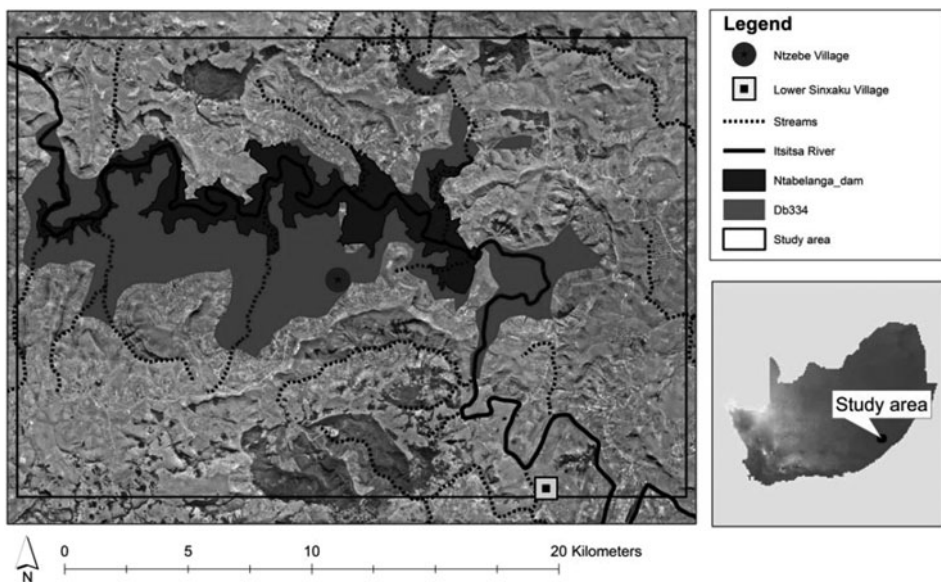 Legend
Ntzebe Village
Lower Sinxaku Village
Streams
Itsitsa River
Ntabelanga_dam
Db334
Study area
Study area
N
0 5 10 20 Kilometers